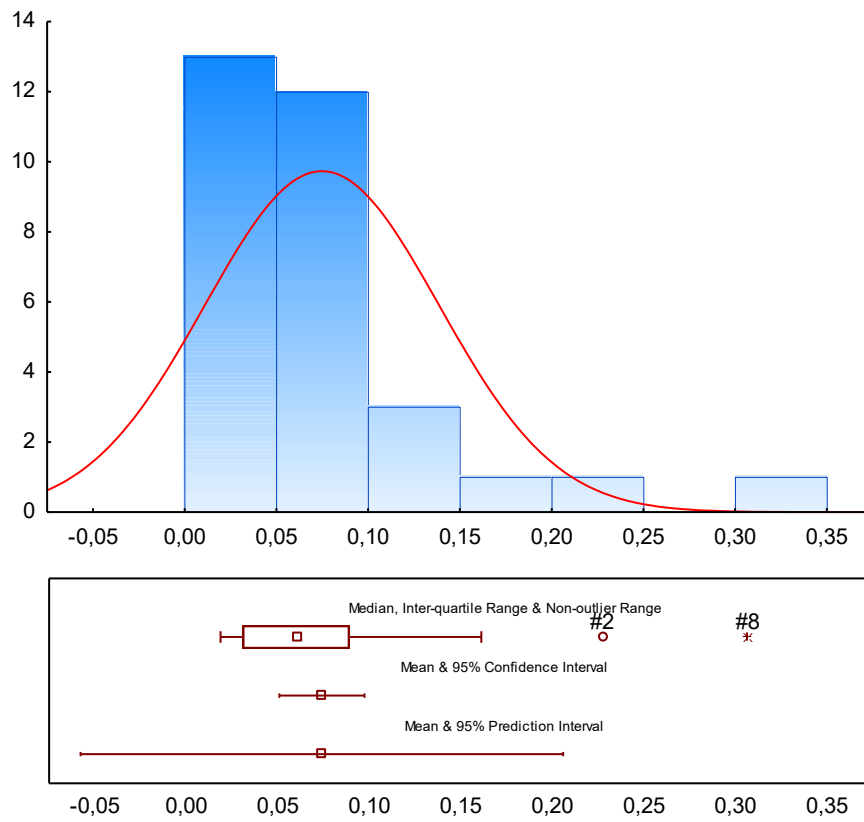 14
12
10
8
6
4
2
0
-0,05 0,00 0,05 0,10 0,15 0,20 0,25 0,30 0,35
Median, Inter-quartile Range & Non-outlier Range
#2 #8
Mean & 95% Confidence Interval
Mean & 95% Prediction Interval
-0,05 0,00 0,05 0,10 0,15 0,20 0,25 0,30 0,35